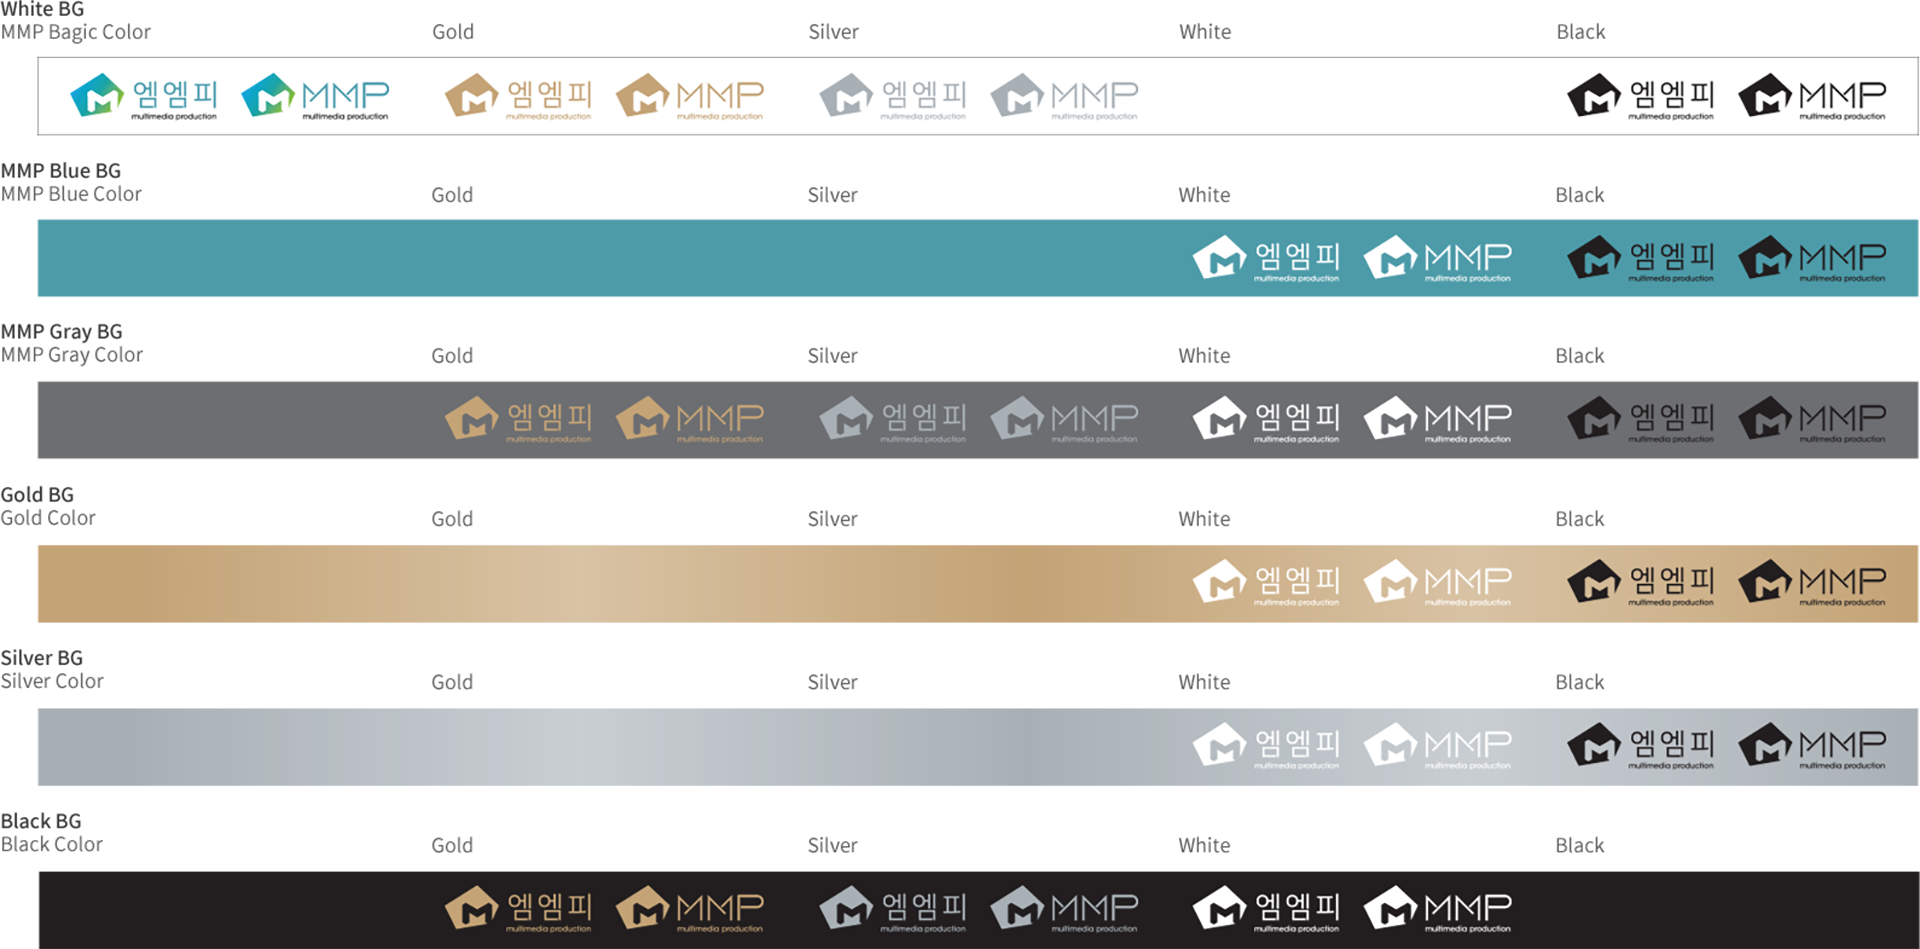 White BG
MMP Bagic Color Gold Silver White Black
엠엠피 MMP 엠엠피 MMP 엠엠피 MMP 엠엠피 MMP
multimedia production multimedia production multimedia production multimedia production multimedia production multimedia production multimedia production multimedia production
MMP Blue BG
MMP Blue Color Gold Silver White Black
엠엠피 MMP 엠엠피 MMP
multimedia production multimedia production multimedia production multimedia production
MMP Gray BG
MMP Gray Color Gold Silver White Black
엠엠피 MMP 엠엠피 MMP 엠엠피 MMP 엠엠피 MMP
multimedia production multimedia production multimedia production multimedia production multimedia production multimedia production multimedia production multimedia production
Gold BG
Gold Color Gold Silver White Black
엠엠피 MMP 엠엠피 MMP
multimedia production multimedia production multimedia production multimedia production
Silver BG
Silver Color Gold Silver White Black
엠엠피 MMP 엠엠피 MMP
multimedia production multimedia production multimedia production multimedia production
Black BG
Black Color Gold Silver White Black
엠엠피 MMP 엠엠피 MMP 엠엠피 MMP
multimedia production multimedia production multimedia production multimedia production multimedia production multimedia production